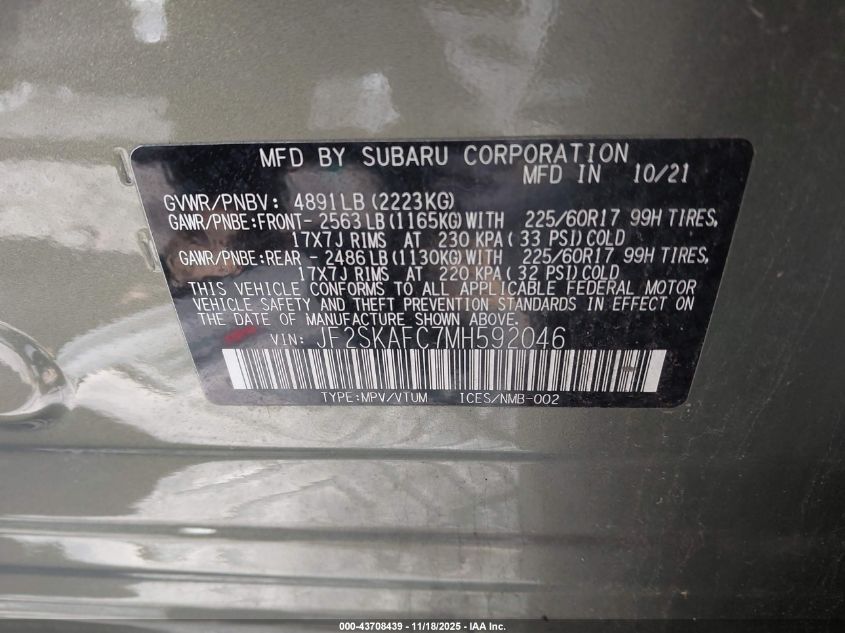 MFD BY SUBARU CORPORATION
MFD IN 10/21
GVWR/PNBV: 4891LB (2223KG)
GAWR/PNBE:FRONT- 2563LB(1165KG)WITH 225/60R17 99H TIRES,
17X7J RIMS AT 230 KPA( 33 PSI)COLD
GAWR/PNBE:REAR - 2486LB(1130KG)WITH 225/60R17 99H TIRES,
17X7J RIMS AT 220 KPA( 32 PSI)COLD
THIS VEHICLE CONFORMS TO ALL APPLICABLE FEDERAL MOTOR
VEHICLE SAFETY AND THEFT PREVENTION STANDARDS IN EFFECT ON
THE DATE OF MANUFACTURE SHOWN ABOVE.
VIN: JF2SKAFC7MH592046
TYPE:MPV/VTUM ICES/NMB-002
000-43708439 - 11/18/2025 - IAA Inc.